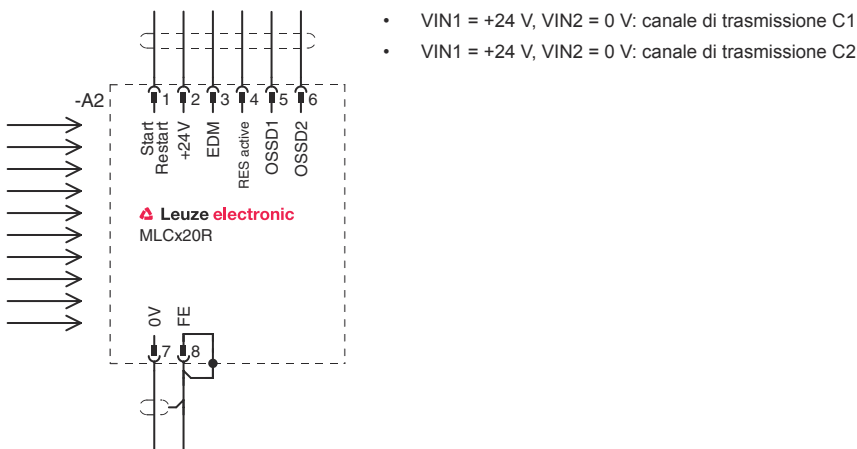 • VIN1 = +24 V, VIN2 = 0 V: canale di trasmissione C1
• VIN1 = +24 V, VIN2 = 0 V: canale di trasmissione C2
-A2
1 2 3 4 5 6
Start
Restart
+24V
EDM
RES active
OSSD1
OSSD2
Leuze electronic
MLCx20R
0V
FE
7 8